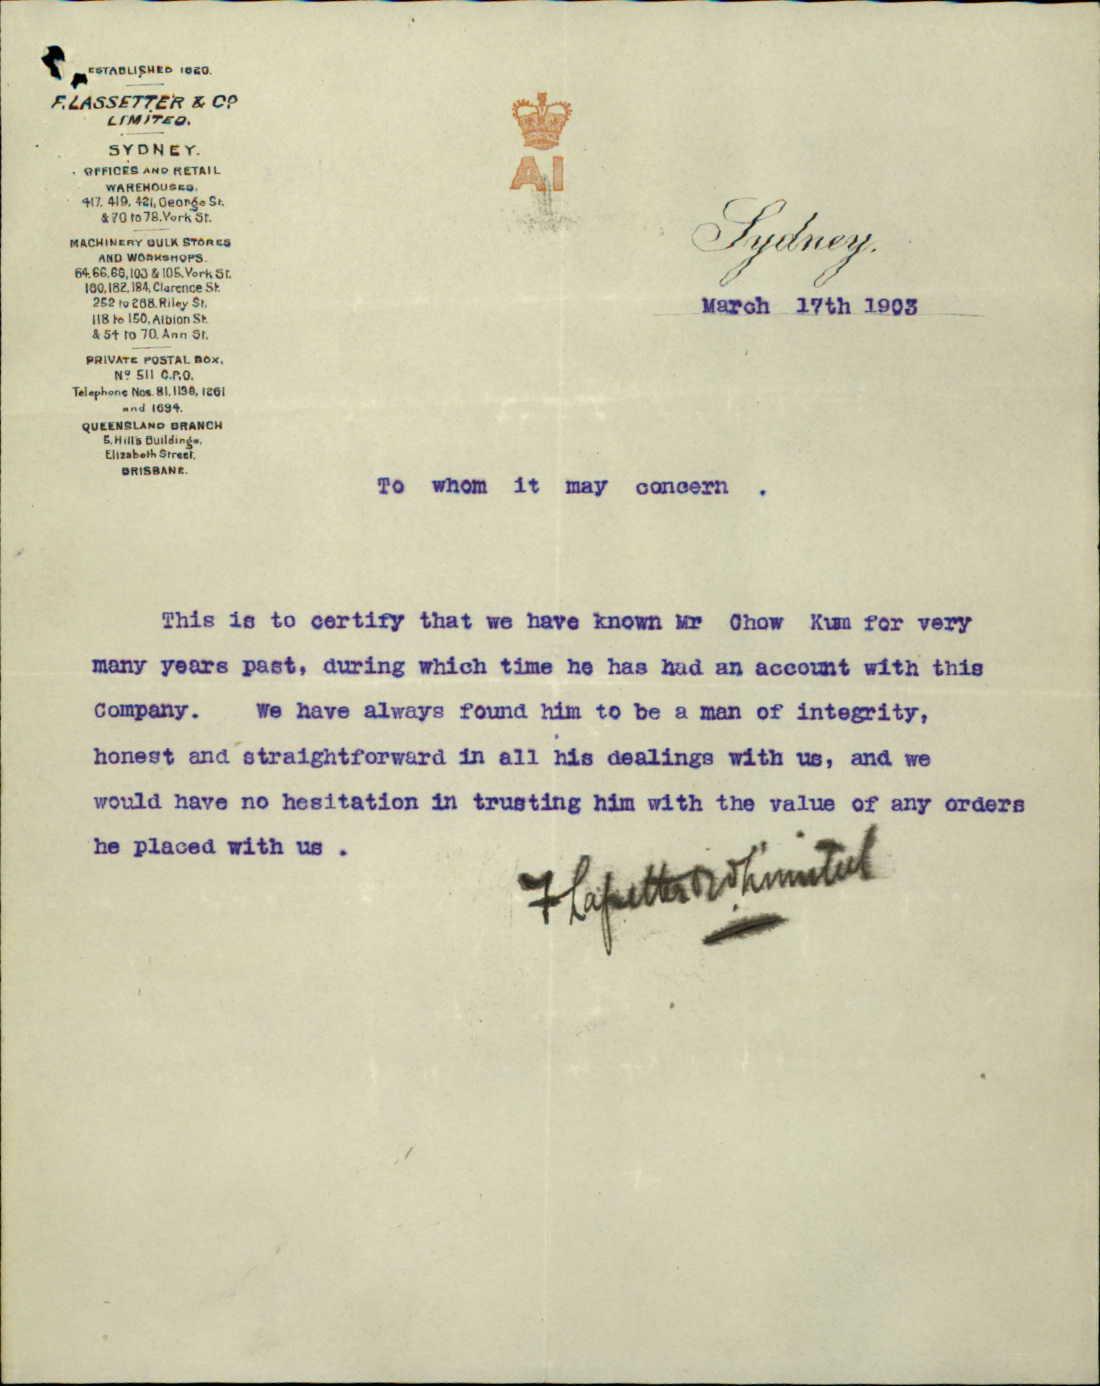 ESTABLISHED 1820.
F. LASSETTER & CO
LIMITED.
SYDNEY.
OFFICES AND RETAIL
WAREHOUSES.
417, 419, 421, George St.
& 70 to 78. York St.
MACHINERY BULK STORES
AND WORKSHOPS.
64, 66, 68, 103 & 105, York St.
180, 182, 184, Clarence St.
252 to 268, Riley St.
118 to 150, Albion St.
& 54 to 70, Ann St.
PRIVATE POSTAL BOX,
No 511 G.P.O.
Telephone Nos. 81, 1198, 1261
and 1694.
QUEENSLAND BRANCH
5, Hill's Buildings,
Elizabeth Street,
BRISBANE.
A1
Sydney.
March 17th 1903
To whom it may concern .
This is to certify that we have known Mr Chow Kum for very
many years past, during which time he has had an account with this
Company. We have always found him to be a man of integrity,
honest and straightforward in all his dealings with us, and we
would have no hesitation in trusting him with the value of any orders
he placed with us .
F Lassetter & Co Limited